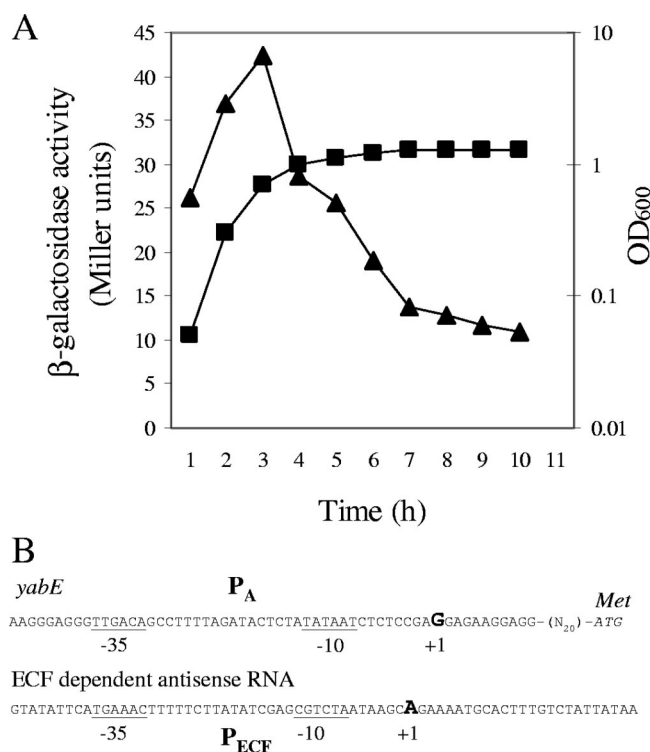 A
β-galactosidase activity
(Miller units)
45
40
35
30
25
20
15
10
5
0
10
1
0.1
0.01
OD600
1 2 3 4 5 6 7 8 9 10 11
Time (h)
B
yabE PA Met
AAGGGAGGGTTGACAGCCTTTTAGATACTCTATATAATCTCTCCGAGGAGAAGGAGG-(N20)-ATG
-35 -10 +1
ECF dependent antisense RNA
GTATATTCATGAAACTTTTTCTTATATCGAGCGTCTAATAAGCAGAAAATGCACTTTGTCTATTATAA
-35 PECF -10 +1